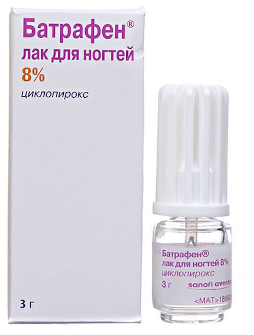 Батрафен®
лак для ногтей
8%
циклопирокс
3 г
Батрафен®
лак для ногтей 8%
циклопирокс
3 г sanofi aventis